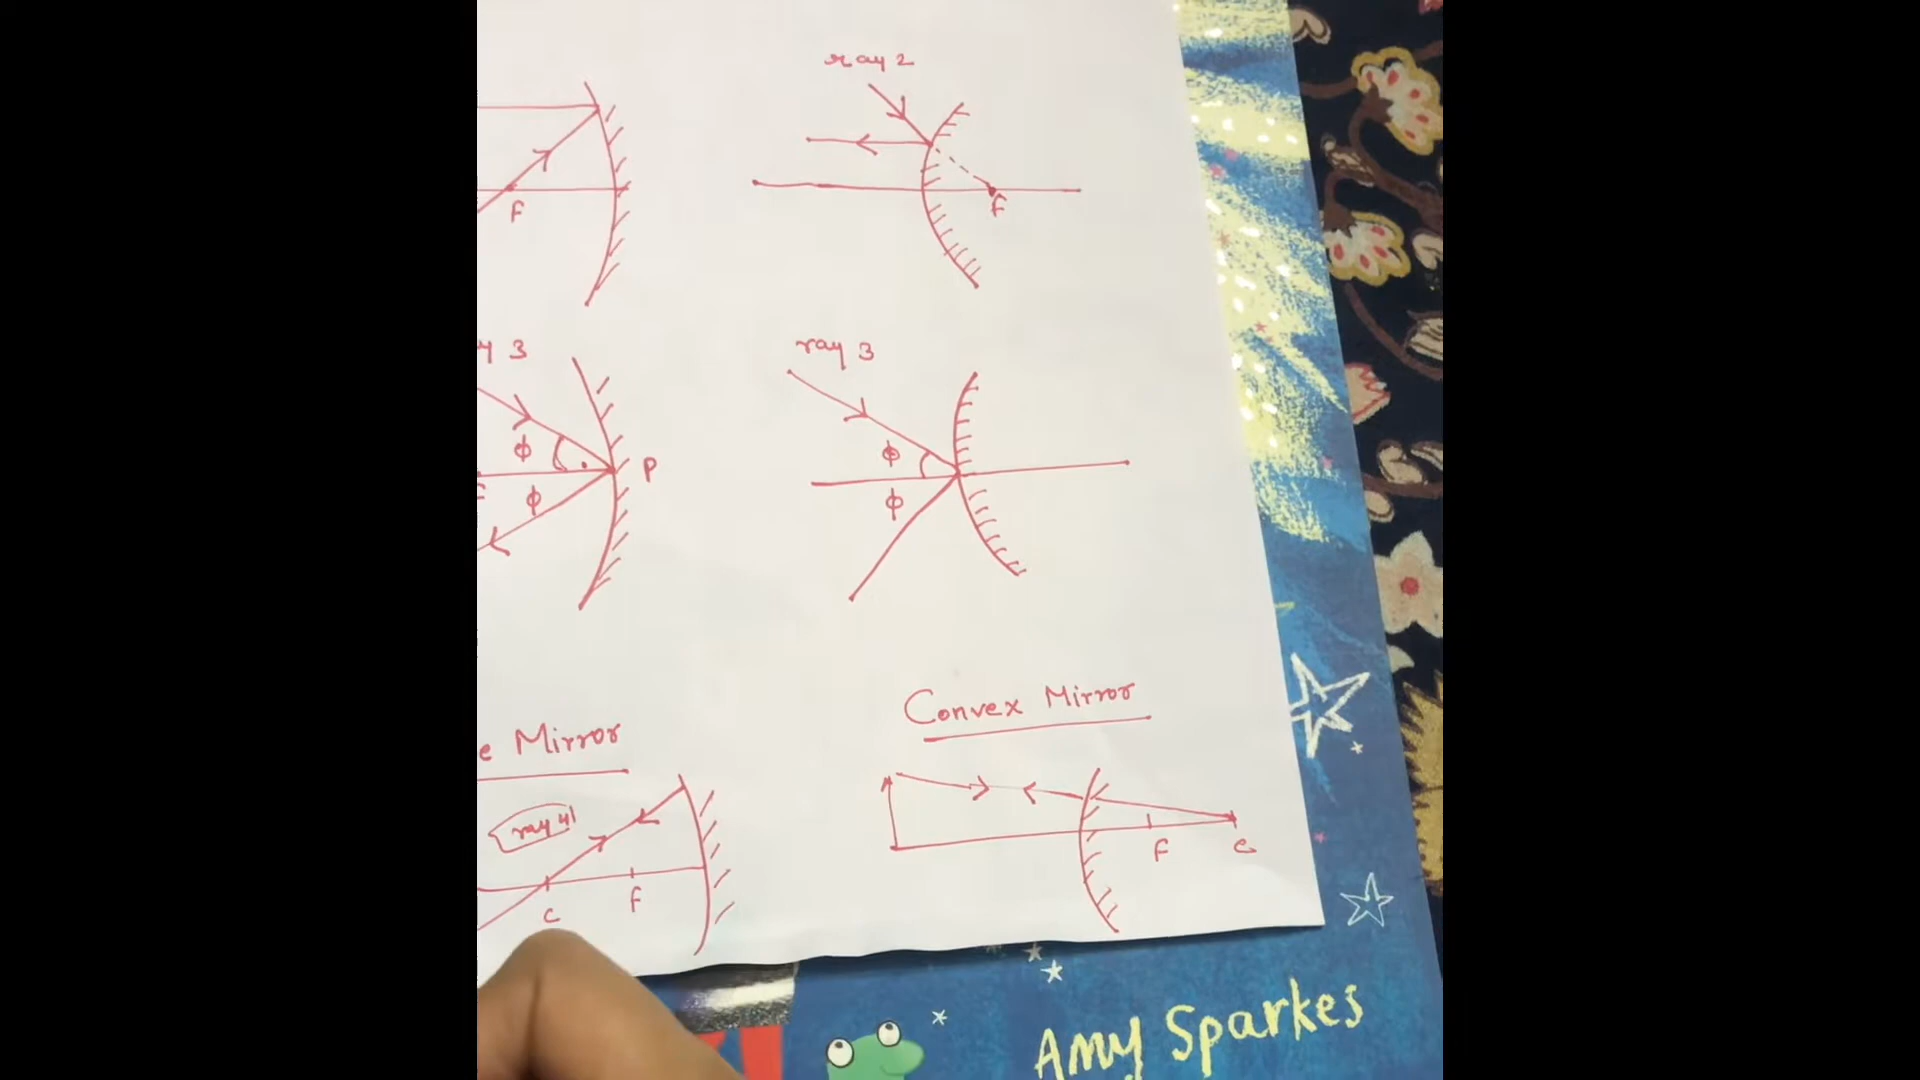 ray 2
F
F
y 3
ray 3
ϕ
P
ϕ
ϕ
ϕ
Convex Mirror
e Mirror
ray 4
F
C
F
C
Amy Sparkes